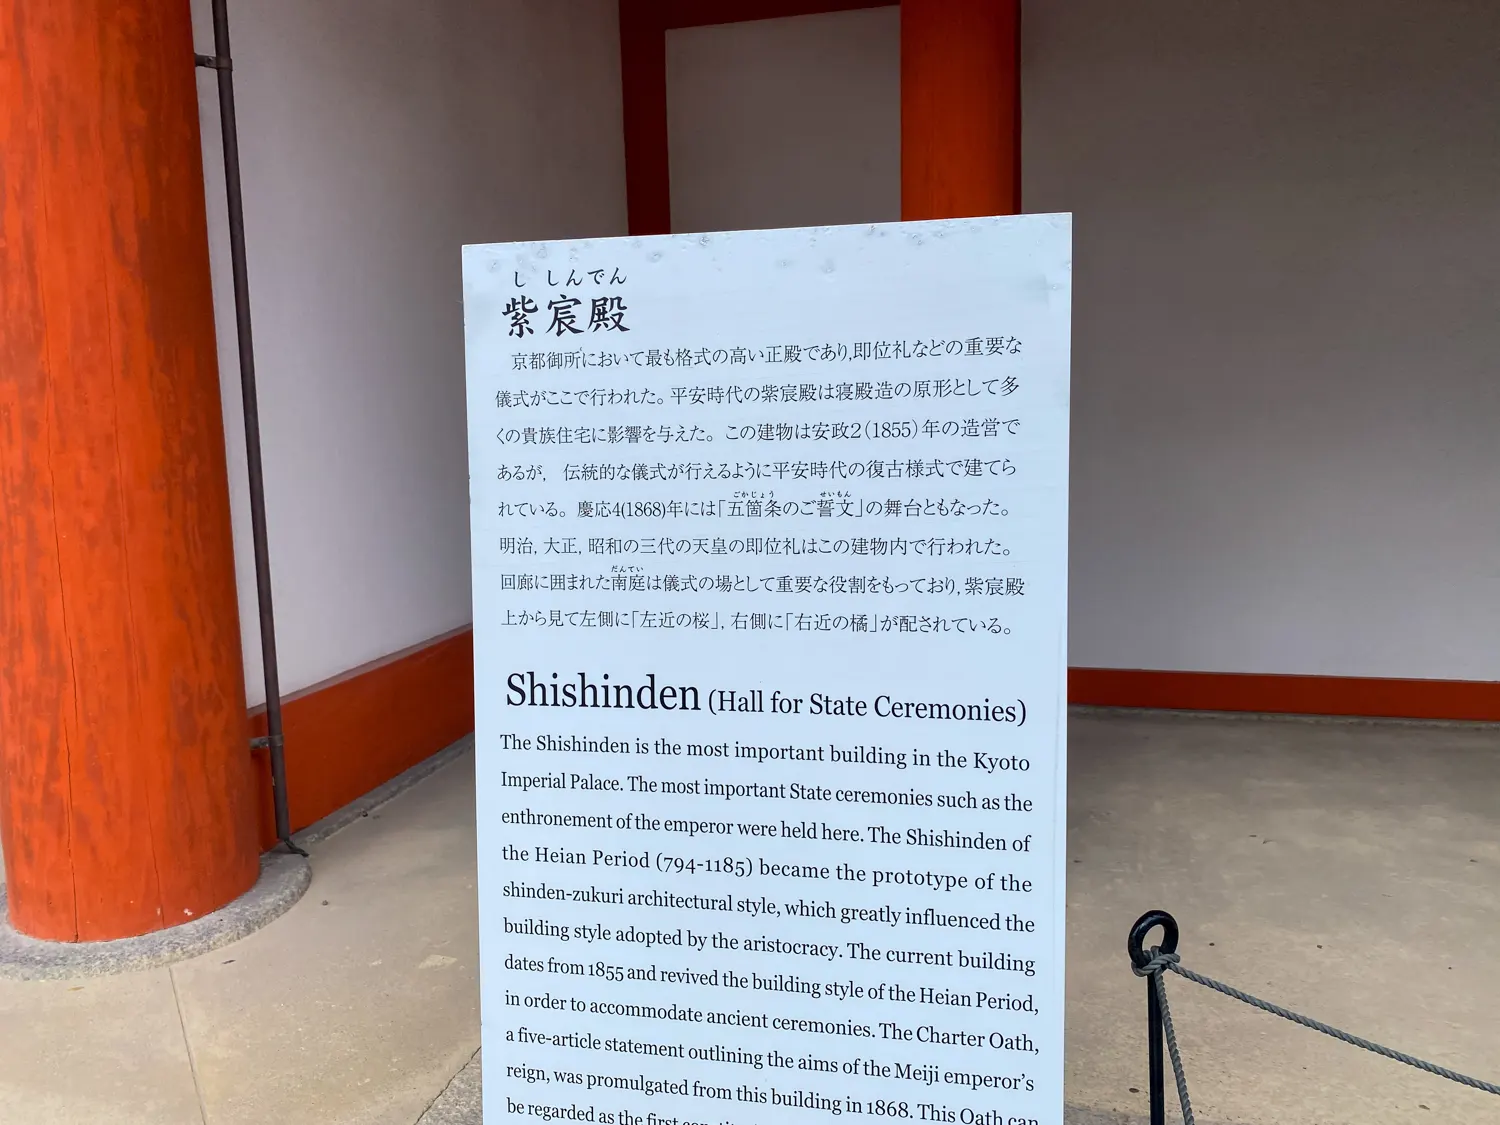 し しんでん
紫宸殿
京都御所において最も格式の高い正殿であり,即位礼などの重要な
儀式がここで行われた。平安時代の紫宸殿は寝殿造の原形として多
くの貴族住宅に影響を与えた。この建物は安政2(1855)年の造営で
あるが, 伝統的な儀式が行えるように平安時代の復古様式で建てら
ごかじょう せいもん
れている。慶応4(1868)年には「五箇条のご誓文」の舞台ともなった。
明治, 大正, 昭和の三代の天皇の即位礼はこの建物内で行われた。
だんてい
回廊に囲まれた南庭は儀式の場として重要な役割をもっており,紫宸殿
上から見て左側に「左近の桜」, 右側に「右近の橘」が配されている。
Shishinden (Hall for State Ceremonies)
The Shishinden is the most important building in the Kyoto
Imperial Palace. The most important State ceremonies such as the
enthronement of the emperor were held here. The Shishinden of
the Heian Period (794-1185) became the prototype of the
shinden-zukuri architectural style, which greatly influenced the
building style adopted by the aristocracy. The current building
dates from 1855 and revived the building style of the Heian Period,
in order to accommodate ancient ceremonies. The Charter Oath,
a five-article statement outlining the aims of the Meiji emperor's
reign, was promulgated from this building in 1868. This Oath can
be regarded as the first